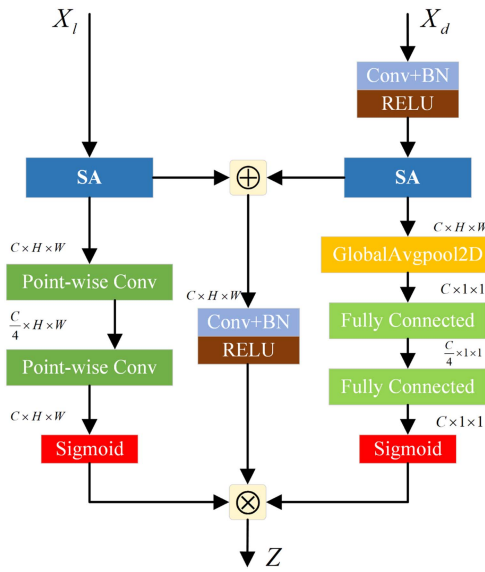 X_l
X_d
Conv+BN
RELU
SA
⊕
SA
C×H×W
C×H×W
Point-wise Conv
GlobalAvgpool2D
C×1×1
C×H×W
C/4×H×W
Conv+BN
RELU
Fully Connected
C/4×1×1
Point-wise Conv
Fully Connected
C×H×W
C×1×1
Sigmoid
Sigmoid
⊗
Z